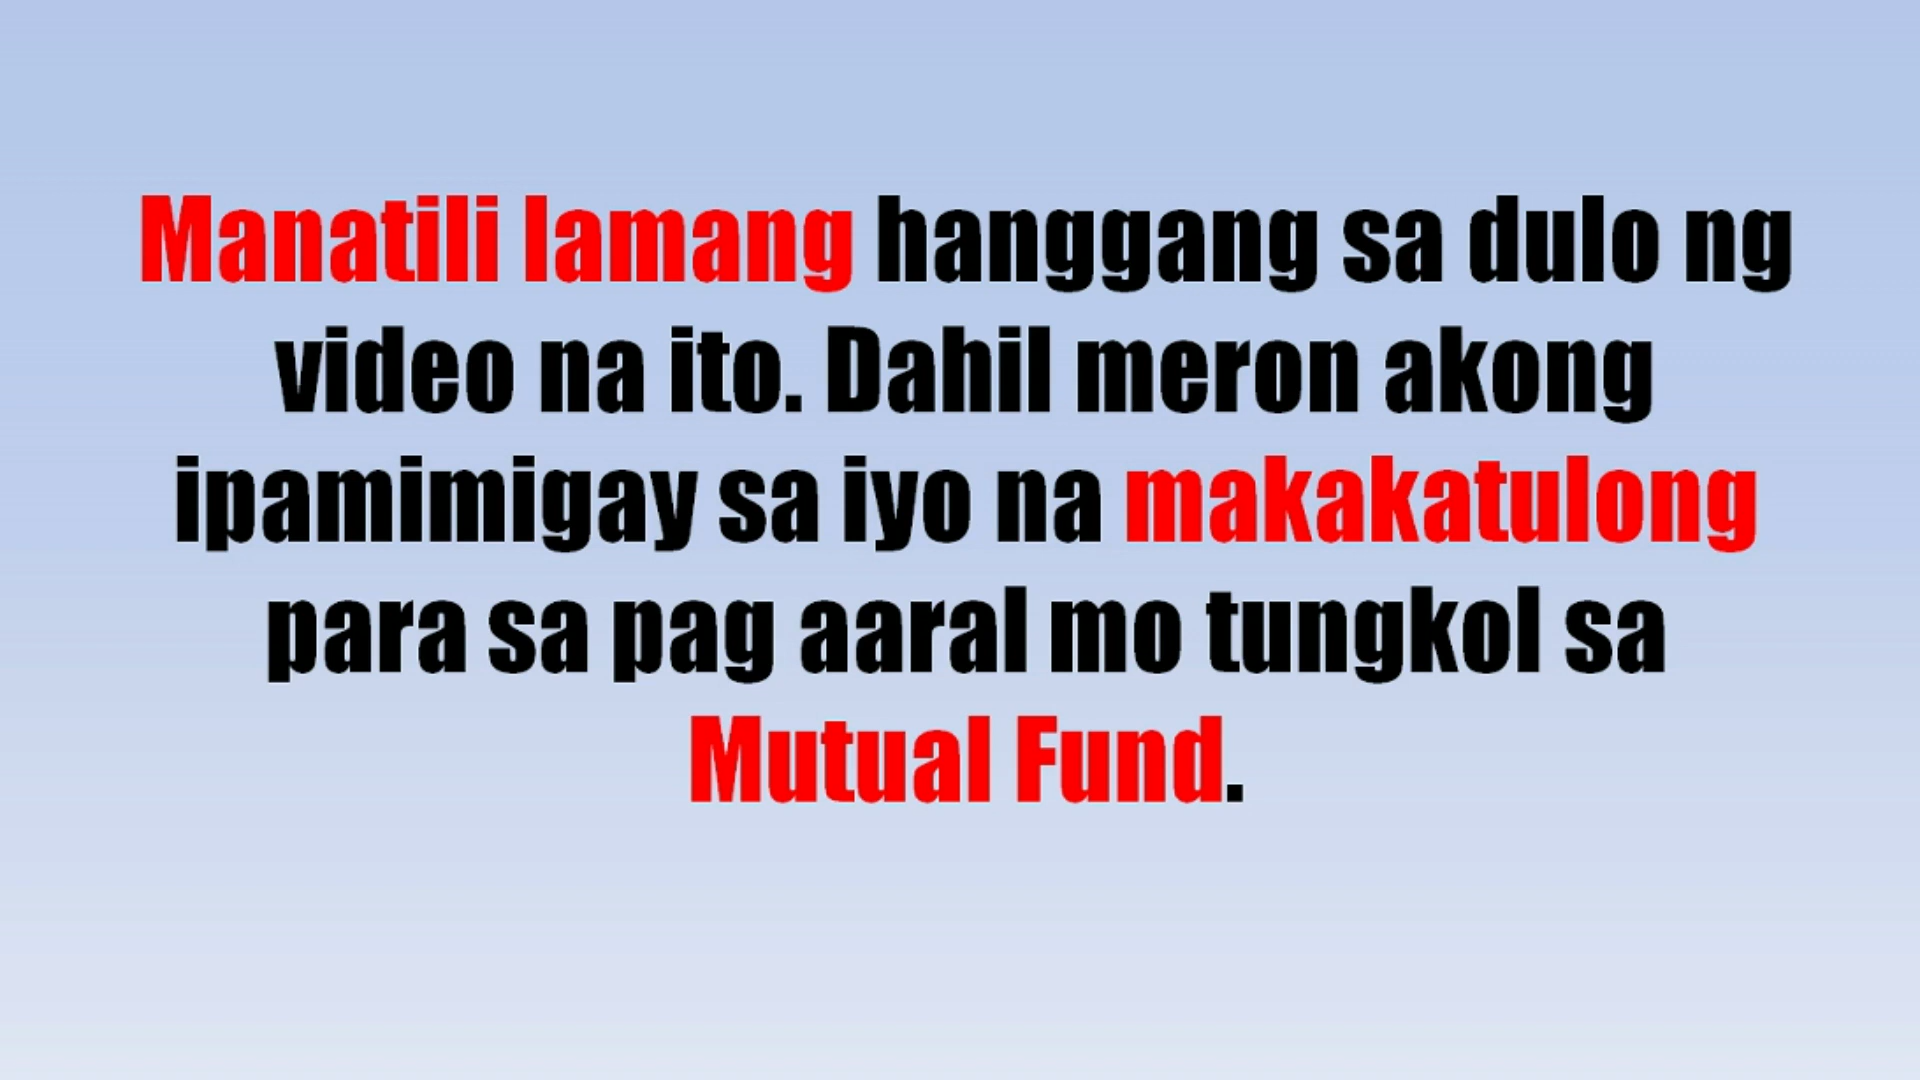 Manatili lamang hanggang sa dulo ng
video na ito. Dahil meron akong
ipamimigay sa iyo na makakatulong
para sa pag aaral mo tungkol sa
Mutual Fund.